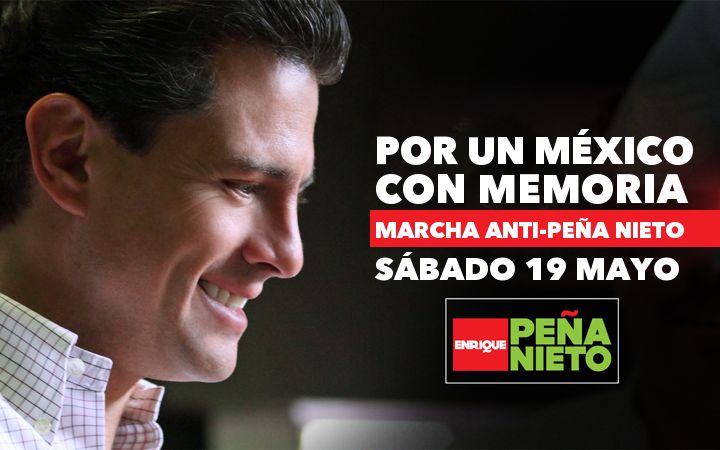 POR UN MÉXICO
CON MEMORIA
MARCHA ANTI-PEÑA NIETO
SÁBADO 19 MAYO
ENRIQUE
PEÑA
NIETO